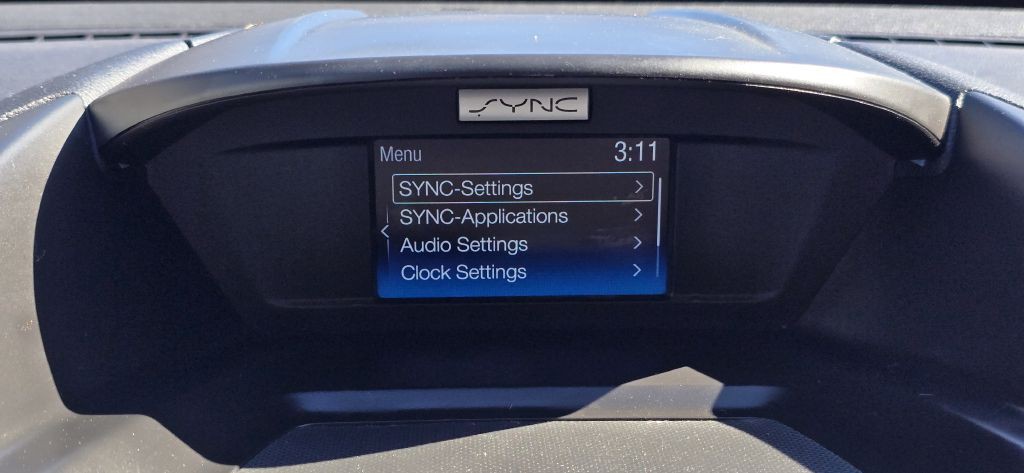 SYNC
Menu 3:11
SYNC-Settings
SYNC-Applications
Audio Settings
Clock Settings